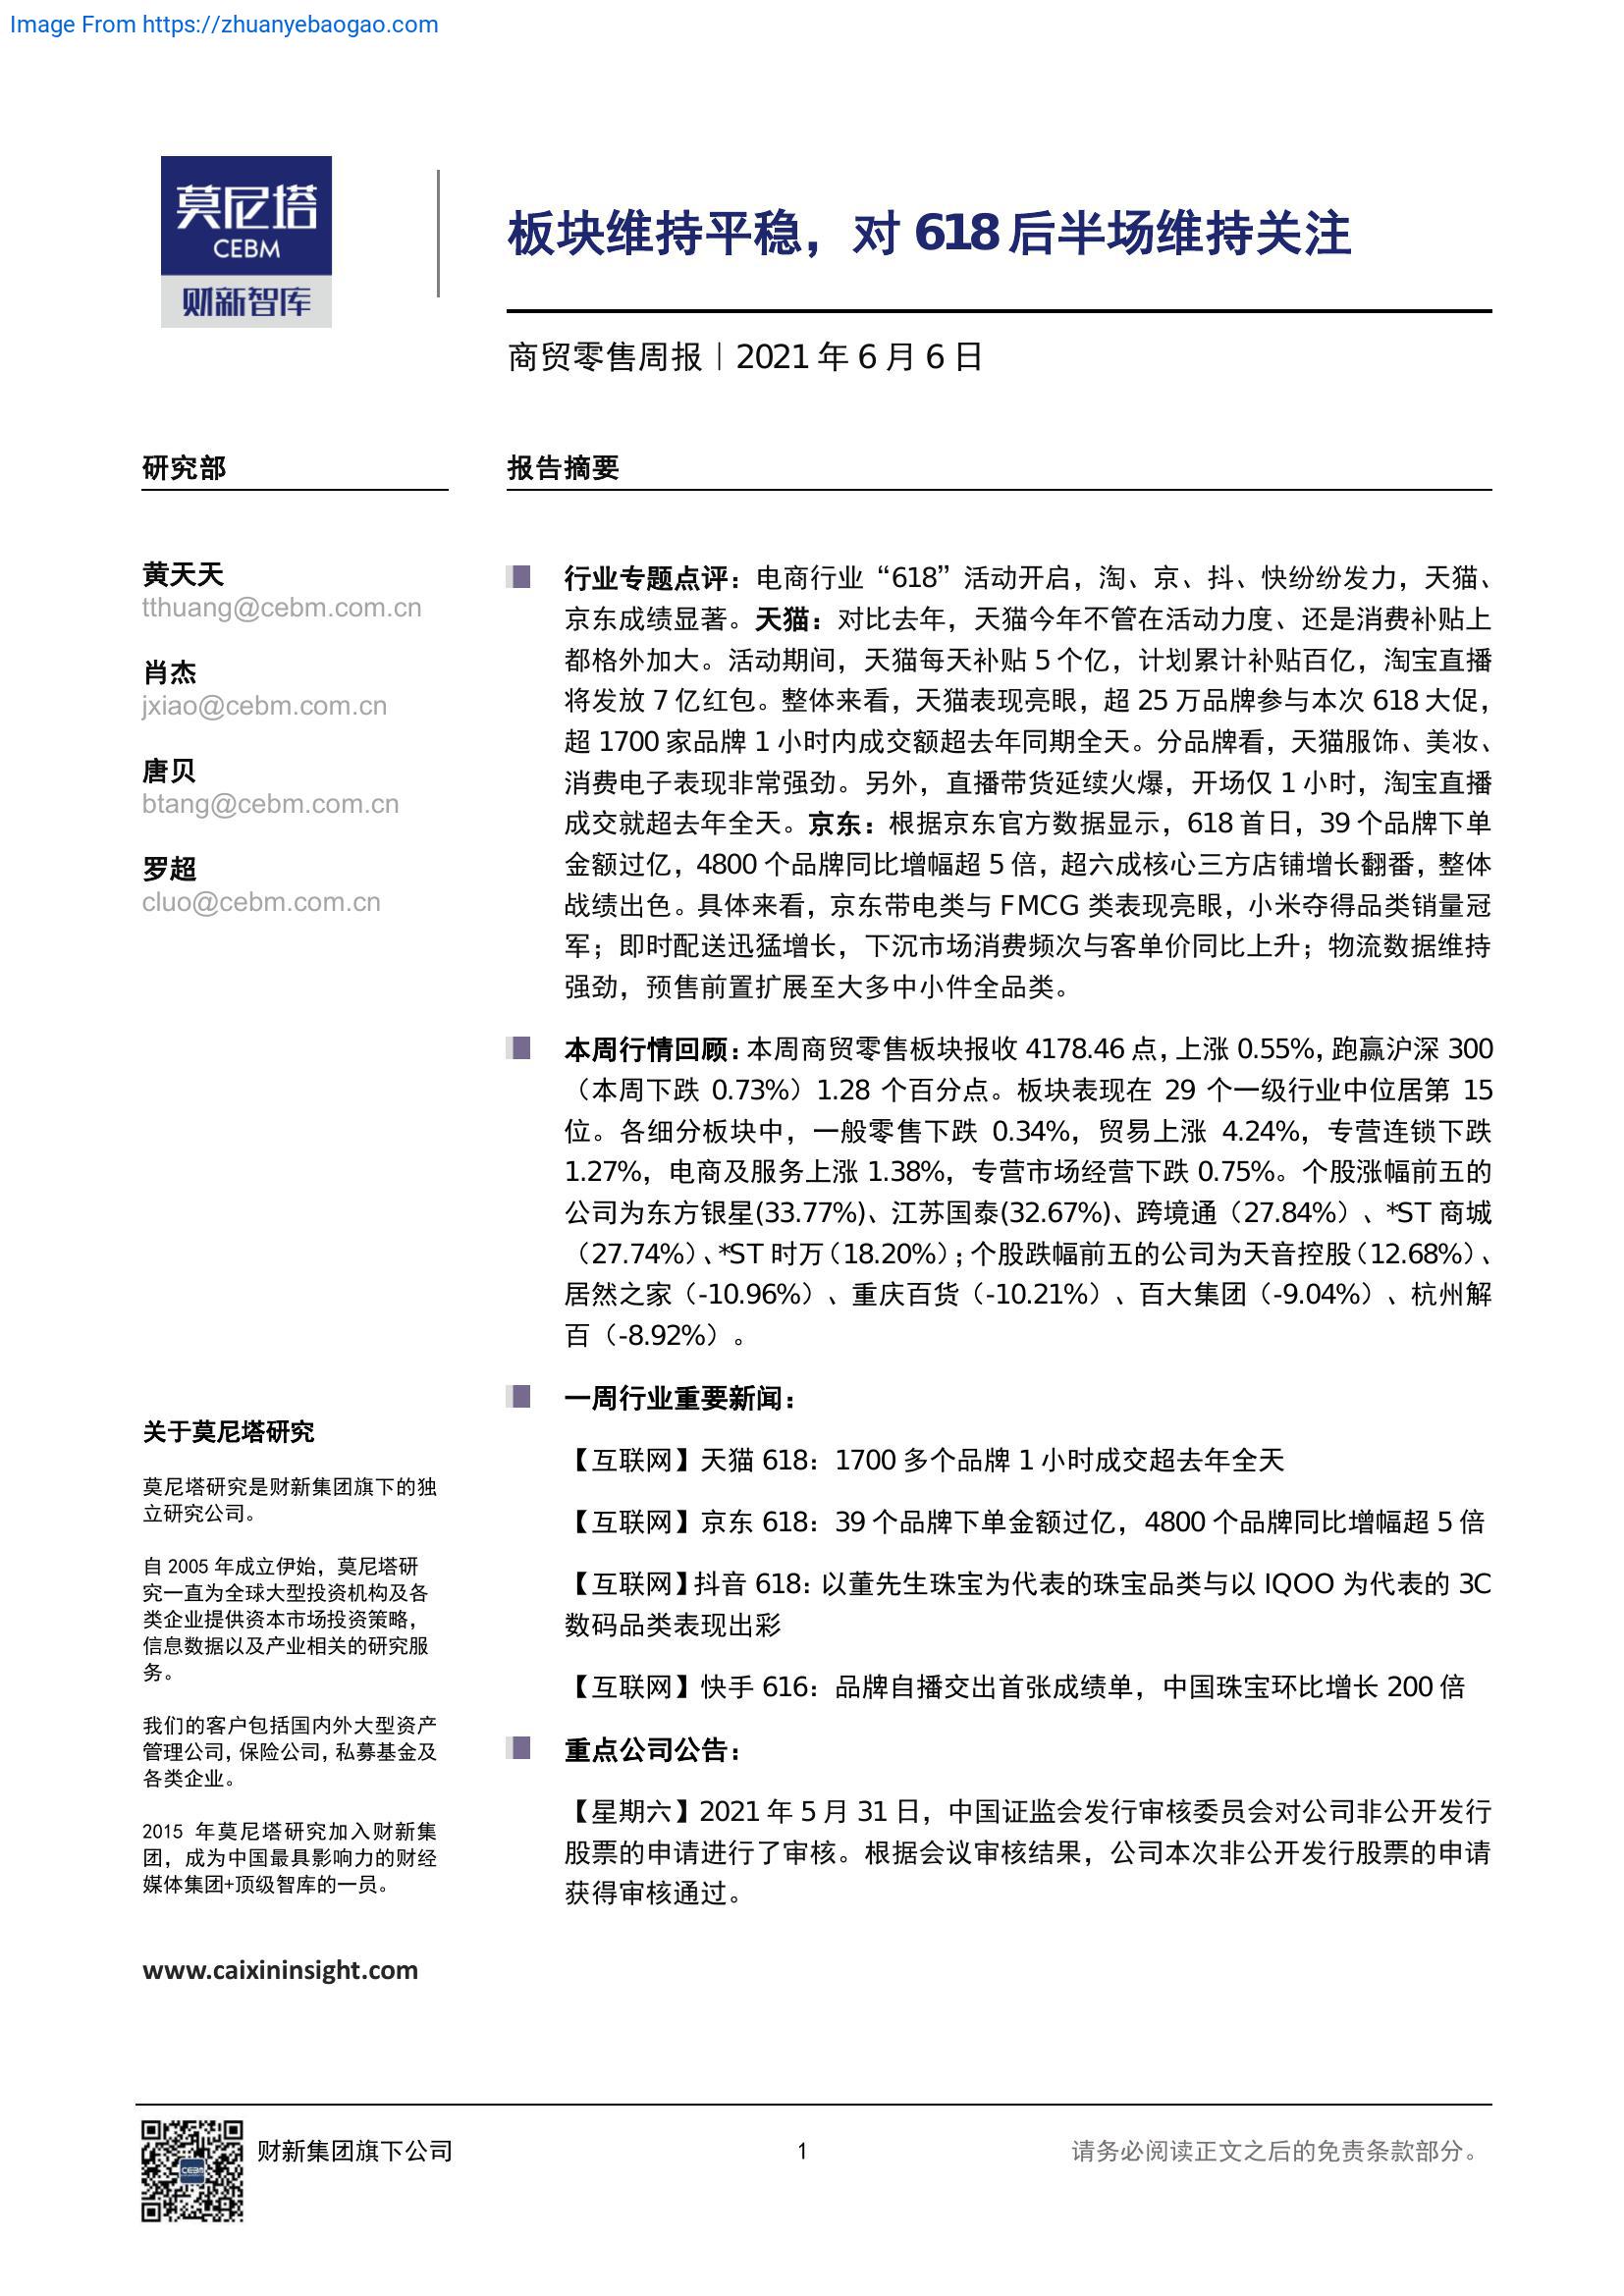 Image From https://zhuanyebaogao.com
莫尼塔
CEBM
财新智库
板块维持平稳，对 618 后半场维持关注
商贸零售周报｜2021 年 6 月 6 日
研究部
黄天天
tthuang@cebm.com.cn
肖杰
jxiao@cebm.com.cn
唐贝
btang@cebm.com.cn
罗超
cluo@cebm.com.cn
关于莫尼塔研究
莫尼塔研究是财新集团旗下的独
立研究公司。
自 2005 年成立伊始，莫尼塔研
究一直为全球大型投资机构及各
类企业提供资本市场投资策略，
信息数据以及产业相关的研究服
务。
我们的客户包括国内外大型资产
管理公司，保险公司，私募基金及
各类企业。
2015 年莫尼塔研究加入财新集
团，成为中国最具影响力的财经
媒体集团+顶级智库的一员。
www.caixininsight.com
报告摘要
行业专题点评：电商行业“618”活动开启，淘、京、抖、快纷纷发力，天猫、
京东成绩显著。天猫：对比去年，天猫今年不管在活动力度、还是消费补贴上
都格外加大。活动期间，天猫每天补贴 5 个亿，计划累计补贴百亿，淘宝直播
将发放 7 亿红包。整体来看，天猫表现亮眼，超 25 万品牌参与本次 618 大促，
超 1700 家品牌 1 小时内成交额超去年同期全天。分品牌看，天猫服饰、美妆、
消费电子表现非常强劲。另外，直播带货延续火爆，开场仅 1 小时，淘宝直播
成交就超去年全天。京东：根据京东官方数据显示，618 首日，39 个品牌下单
金额过亿，4800 个品牌同比增幅超 5 倍，超六成核心三方店铺增长翻番，整体
战绩出色。具体来看，京东带电类与 FMCG 类表现亮眼，小米夺得品类销量冠
军；即时配送迅猛增长，下沉市场消费频次与客单价同比上升；物流数据维持
强劲，预售前置扩展至大多中小件全品类。
本周行情回顾：本周商贸零售板块报收 4178.46 点，上涨 0.55%，跑赢沪深 300
（本周下跌 0.73%）1.28 个百分点。板块表现在 29 个一级行业中位居第 15
位。各细分板块中，一般零售下跌 0.34%，贸易上涨 4.24%，专营连锁下跌
1.27%，电商及服务上涨 1.38%，专营市场经营下跌 0.75%。个股涨幅前五的
公司为东方银星(33.77%)、江苏国泰(32.67%)、跨境通（27.84%）、*ST 商城
（27.74%）、*ST 时万（18.20%）；个股跌幅前五的公司为天音控股（12.68%）、
居然之家（-10.96%）、重庆百货（-10.21%）、百大集团（-9.04%）、杭州解
百（-8.92%）。
一周行业重要新闻：
【互联网】天猫 618：1700 多个品牌 1 小时成交超去年全天
【互联网】京东 618：39 个品牌下单金额过亿，4800 个品牌同比增幅超 5 倍
【互联网】抖音 618：以董先生珠宝为代表的珠宝品类与以 IQOO 为代表的 3C
数码品类表现出彩
【互联网】快手 616：品牌自播交出首张成绩单，中国珠宝环比增长 200 倍
重点公司公告：
【星期六】2021 年 5 月 31 日，中国证监会发行审核委员会对公司非公开发行
股票的申请进行了审核。根据会议审核结果，公司本次非公开发行股票的申请
获得审核通过。
CEBM
财新集团旗下公司
1
请务必阅读正文之后的免责条款部分。